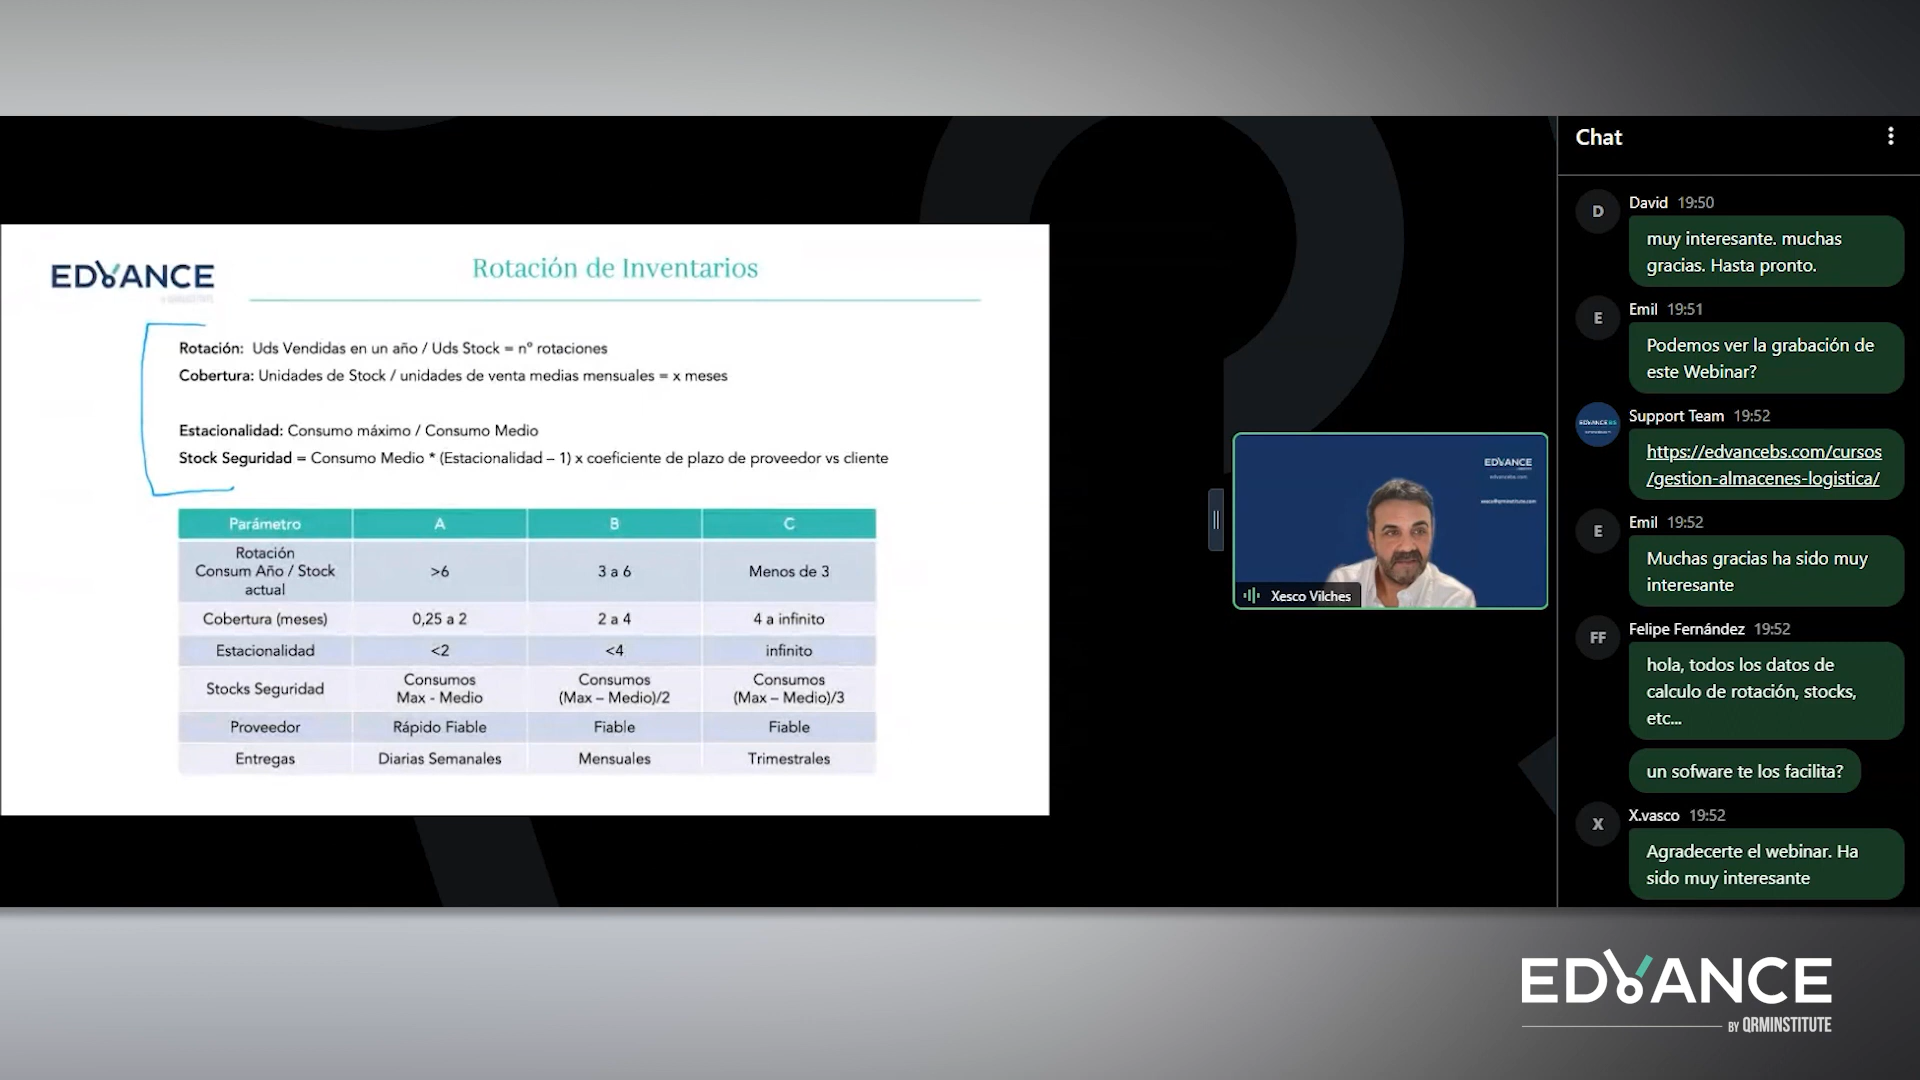 EDVANCE
Rotación de Inventarios
Rotación: Uds Vendidas en un año / Uds Stock = nº rotaciones
Cobertura: Unidades de Stock / unidades de venta medias mensuales = x meses
Estacionalidad: Consumo máximo / Consumo Medio
Stock Seguridad = Consumo Medio * (Estacionalidad – 1) x coeficiente de plazo de proveedor vs cliente
Parámetro A B C
Rotación
Consum Año / Stock
actual
>6 3 a 6 Menos de 3
Cobertura (meses) 0,25 a 2 2 a 4 4 a infinito
Estacionalidad <2 <4 infinito
Stocks Seguridad
Consumos
Max - Medio
Consumos
(Max – Medio)/2
Consumos
(Max – Medio)/3
Proveedor Rápido Fiable Fiable Fiable
Entregas Diarias Semanales Mensuales Trimestrales
EDVANCE
Xesco Vilches
Chat
D
David 19:50
muy interesante. muchas
gracias. Hasta pronto.
E
Emil 19:51
Podemos ver la grabación de
este Webinar?
Support Team 19:52
https://edvancebs.com/cursos
/gestion-almacenes-logistica/
E
Emil 19:52
Muchas gracias ha sido muy
interesante
FF
Felipe Fernández 19:52
hola, todos los datos de
calculo de rotación, stocks,
etc...
un sofware te los facilita?
X
X.vasco 19:52
Agradecerte el webinar. Ha
sido muy interesante
EDVANCE
BY QRMINSTITUTE